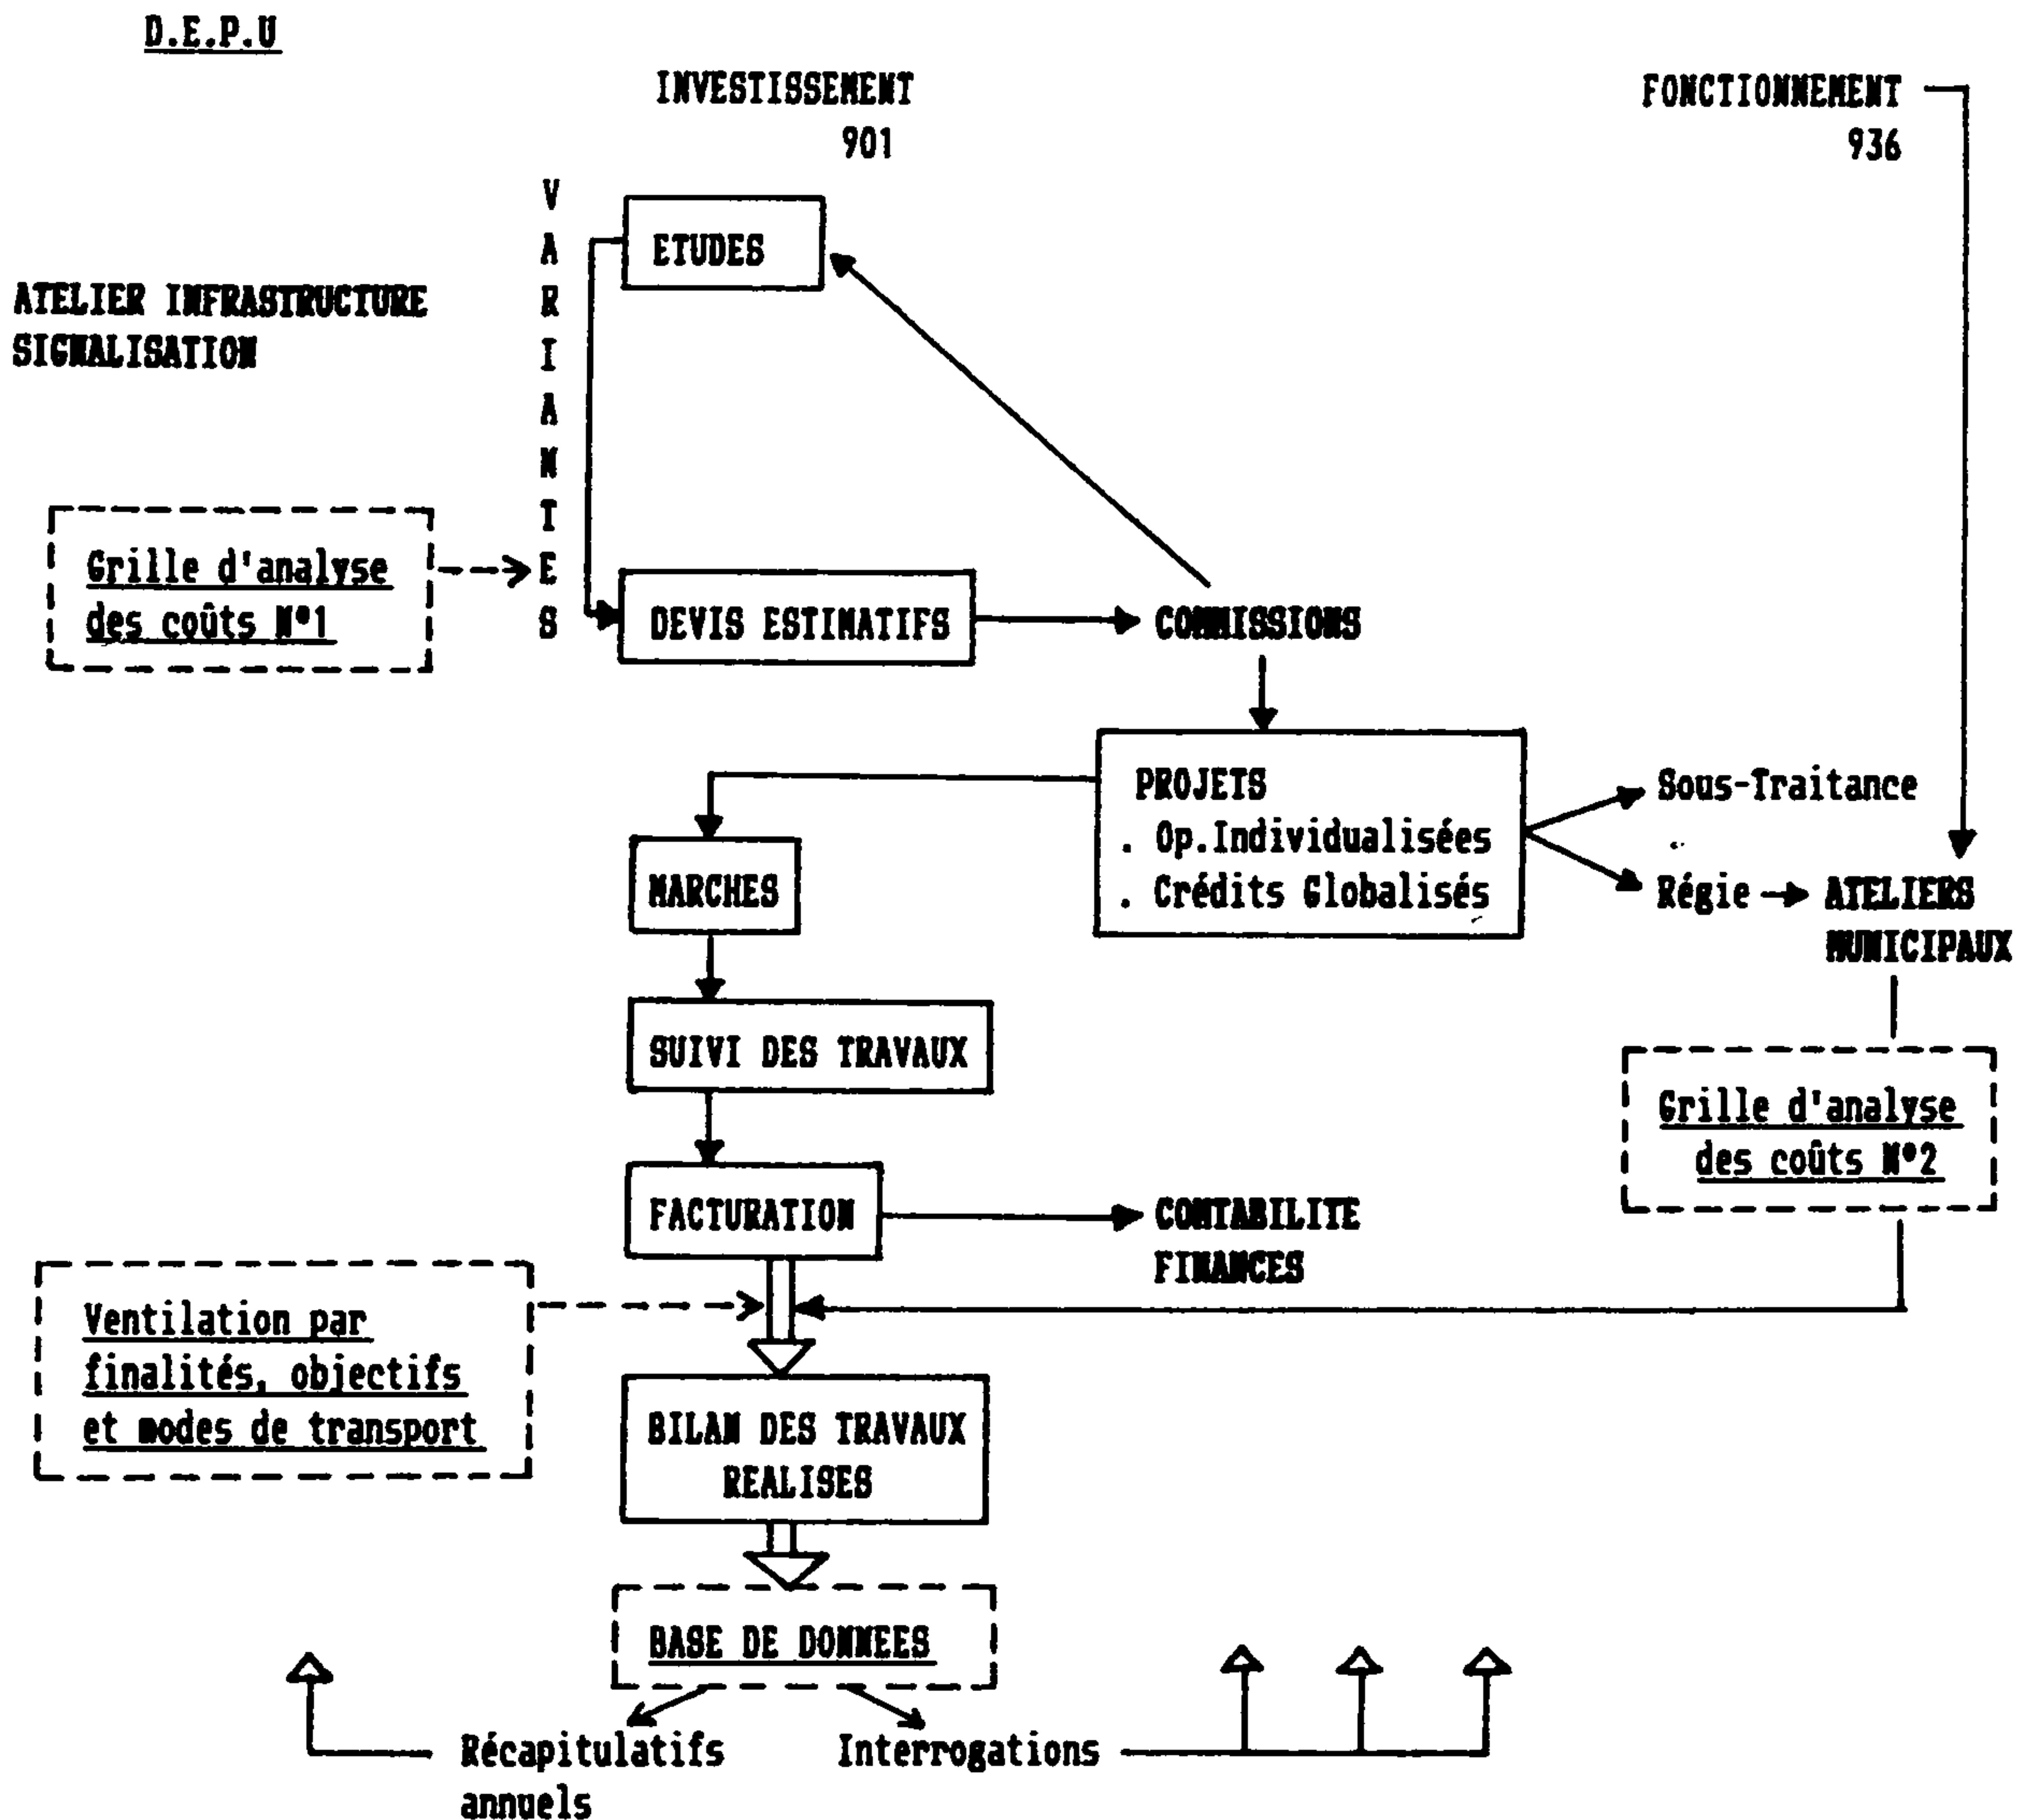 D.E.P.U
INVESTISSEMENT
901
FONCTIONNEMENT
936
VARIANTES
ETUDES
ATELIER INFRASTRUCTURE
SIGNALISATION
Grille d'analyse
des coûts N°1
DEVIS ESTIMATIFS
COMMISSIONS
PROJETS
. Op.Individualisées
. Crédits Globalisés
Sous-Traitance
Régie
ATELIERS
MUNICIPAUX
MARCHES
SUIVI DES TRAVAUX
Grille d'analyse
des coûts N°2
FACTURATION
CONTABILITE
FINANCES
Ventilation par
finalités, objectifs
et modes de transport
BILAN DES TRAVAUX
REALISES
BASE DE DONNEES
Récapitulatifs
annuels
Interrogations